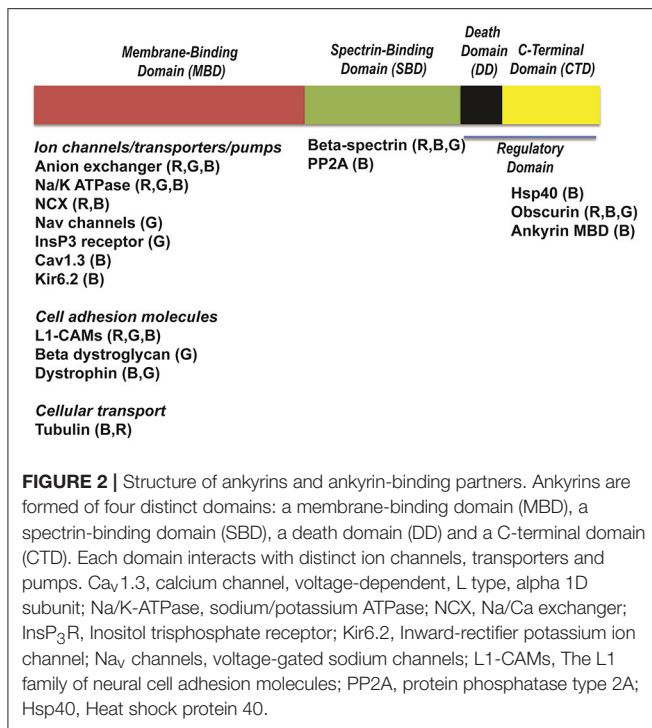 Membrane-Binding
Domain (MBD)
Spectrin-Binding
Domain (SBD)
Death
Domain
(DD)
C-Terminal
Domain (CTD)
Ion channels/transporters/pumps
Anion exchanger (R,G,B)
Na/K ATPase (R,G,B)
NCX (R,B)
Nav channels (G)
InsP3 receptor (G)
Cav1.3 (B)
Kir6.2 (B)
Cell adhesion molecules
L1-CAMs (R,G,B)
Beta dystroglycan (G)
Dystrophin (B,G)
Cellular transport
Tubulin (B,R)
Beta-spectrin (R,B,G)
PP2A (B)
Regulatory
Domain
Hsp40 (B)
Obscurin (R,B,G)
Ankyrin MBD (B)
FIGURE 2 | Structure of ankyrins and ankyrin-binding partners. Ankyrins are
formed of four distinct domains: a membrane-binding domain (MBD), a
spectrin-binding domain (SBD), a death domain (DD) and a C-terminal domain
(CTD). Each domain interacts with distinct ion channels, transporters and
pumps. Cav1.3, calcium channel, voltage-dependent, L type, alpha 1D
subunit; Na/K-ATPase, sodium/potassium ATPase; NCX, Na/Ca exchanger;
InsP3R, Inositol trisphosphate receptor; Kir6.2, Inward-rectifier potassium ion
channel; Nav channels, voltage-gated sodium channels; L1-CAMs, The L1
family of neural cell adhesion molecules; PP2A, protein phosphatase type 2A;
Hsp40, Heat shock protein 40.